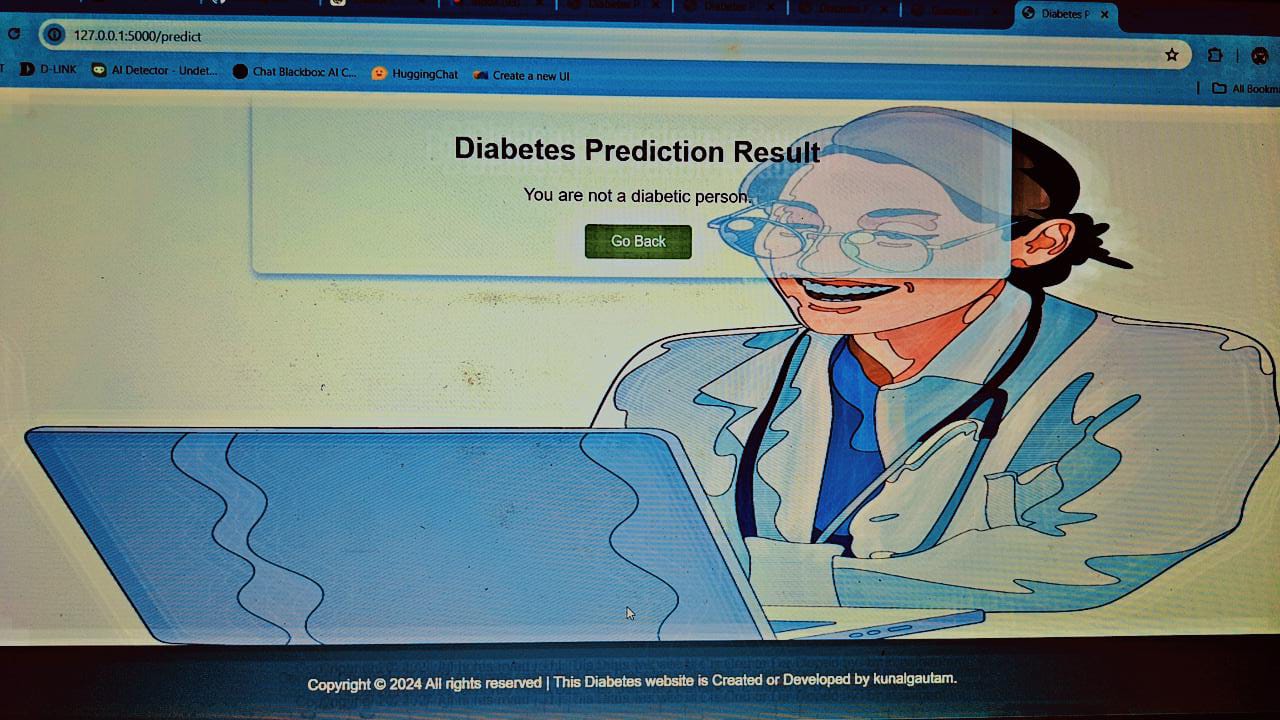 Diabetes P
127.0.0.1:5000/predict
D-LINK
AI Detector - Undet...
Chat Blackbox: AI C...
HuggingChat
Create a new UI
All Bookm
Diabetes Prediction Result
You are not a diabetic person.
Go Back
Copyright © 2024 All rights reserved | This Diabetes website is Created or Developed by kunalgautam.